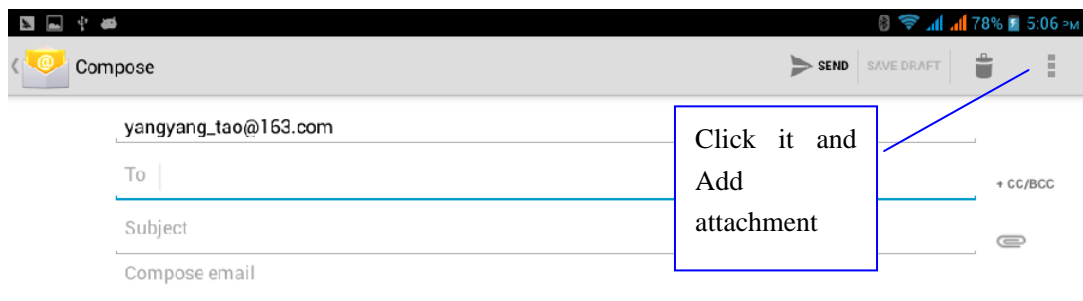 78% 5:06 PM
Compose SEND SAVE DRAFT
yangyang_tao@163.com
Click it and
Add
attachment
To
+ CC/BCC
Subject
Compose email